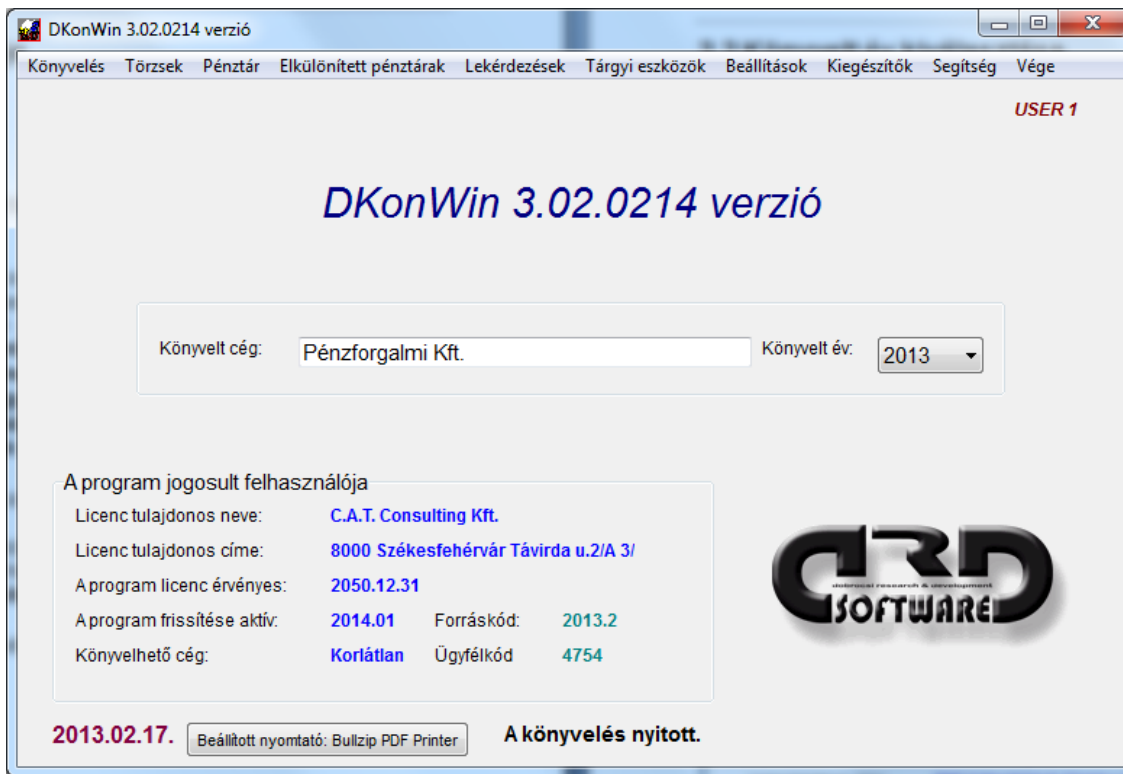 DKonWin 3.02.0214 verzió
Könyvelés Törzsek Pénztár Elkülönített pénztárak Lekérdezések Tárgyi eszközök Beállítások Kiegészítők Segítség Vége
USER 1
DKonWin 3.02.0214 verzió
Könyvelt cég: Pénzforgalmi Kft. Könyvelt év: 2013
A program jogosult felhasználója
Licenc tulajdonos neve: C.A.T. Consulting Kft.
Licenc tulajdonos címe: 8000 Székesfehérvár Távirda u.2/A 3/
A program licenc érvényes: 2050.12.31
A program frissítése aktív: 2014.01 Forráskód: 2013.2
Könyvelhető cég: Korlátlan Ügyfélkód 4754
DRD
dobrocsi research & development
SOFTWARE
2013.02.17. Beállított nyomtató: Bullzip PDF Printer A könyvelés nyitott.